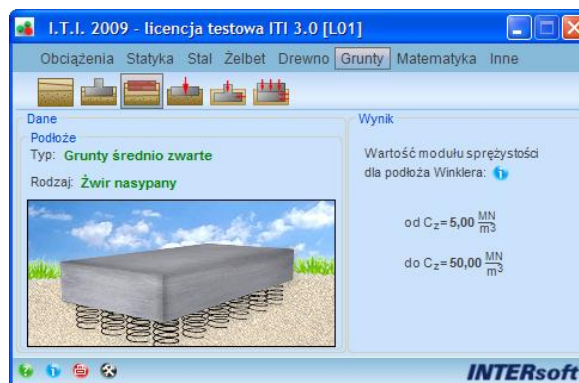 I.T.I. 2009 - licencja testowa ITI 3.0 [L01]
Obciążenia Statyka Stal Żelbet Drewno Grunty Matematyka Inne
Dane
Podłoże
Typ: Grunty średnio zwarte
Rodzaj: Żwir nasypany
Wynik
Wartość modułu sprężystości
dla podłoża Winklera:
od Cz= 5,00 MN/m3
do Cz= 50,00 MN/m3
INTERsoft